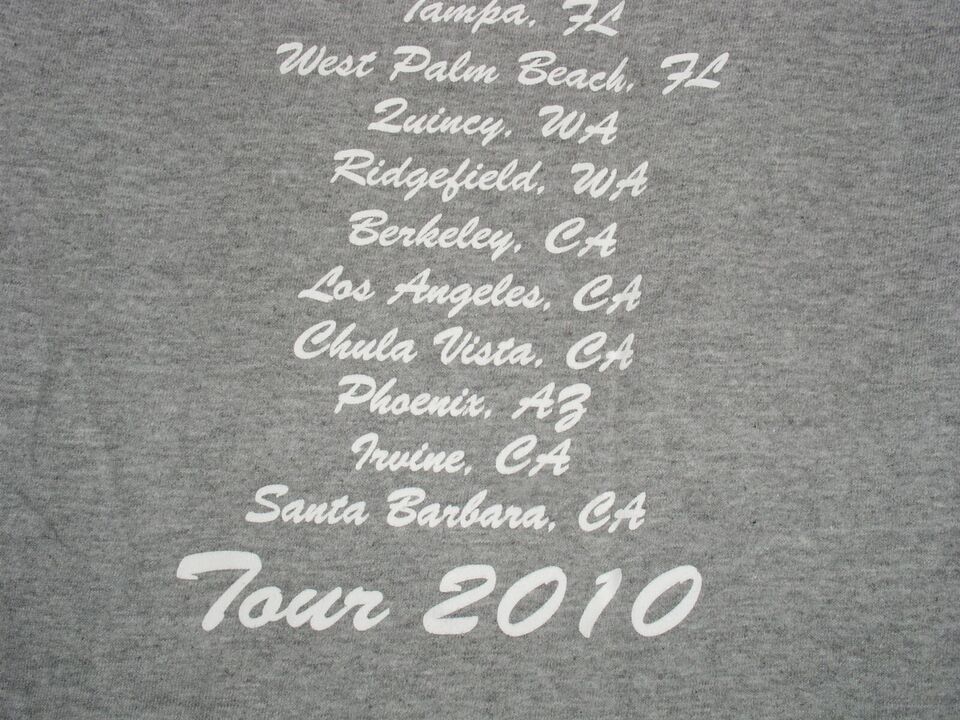 Tampa, FL
West Palm Beach, FL
Quincy, WA
Ridgefield, WA
Berkeley, CA
Los Angeles, CA
Chula Vista, CA
Phoenix, AZ
Irvine, CA
Santa Barbara, CA
Tour 2010